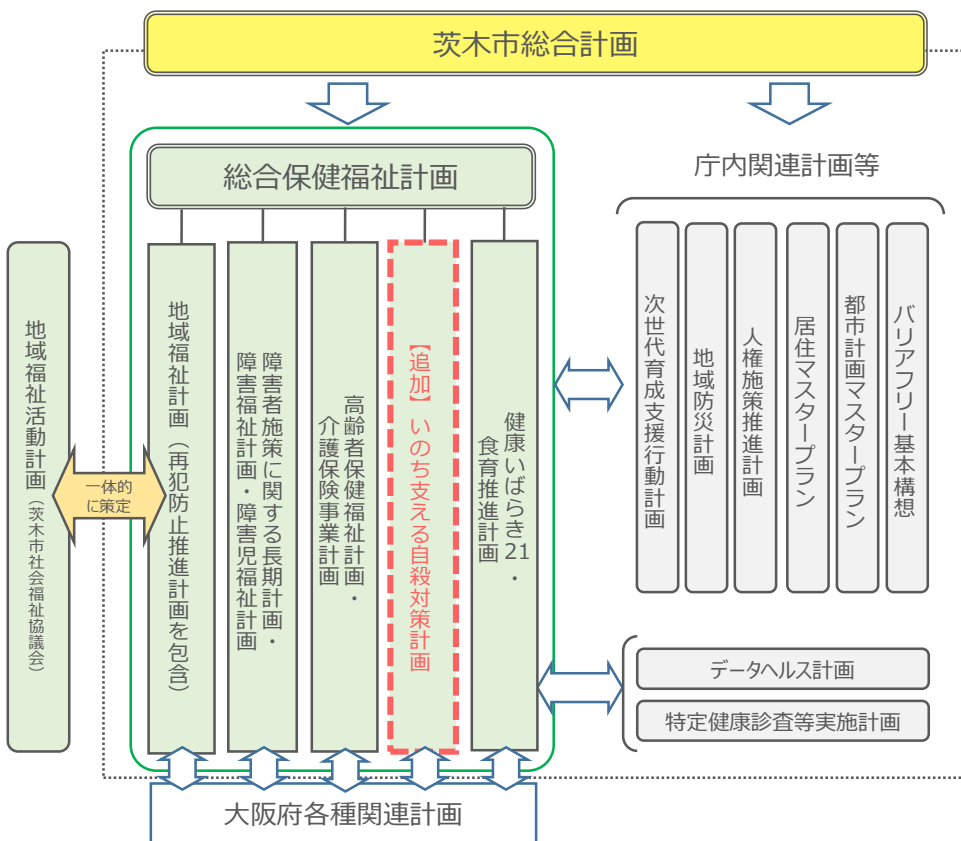 茨木市総合計画
総合保健福祉計画
庁内関連計画等
地域福祉活動計画（茨木市社会福祉協議会）
一体的
に策定
地域福祉計画（再犯防止推進計画を包含）
障害者施策に関する長期計画・
障害福祉計画・障害児福祉計画
高齢者保健福祉計画・
介護保険事業計画
【追加】いのち支える自殺対策計画
健康いばらき21・
食育推進計画
次世代育成支援行動計画
地域防災計画
人権施策推進計画
居住マスタープラン
都市計画マスタープラン
バリアフリー基本構想
データヘルス計画
特定健康診査等実施計画
大阪府各種関連計画